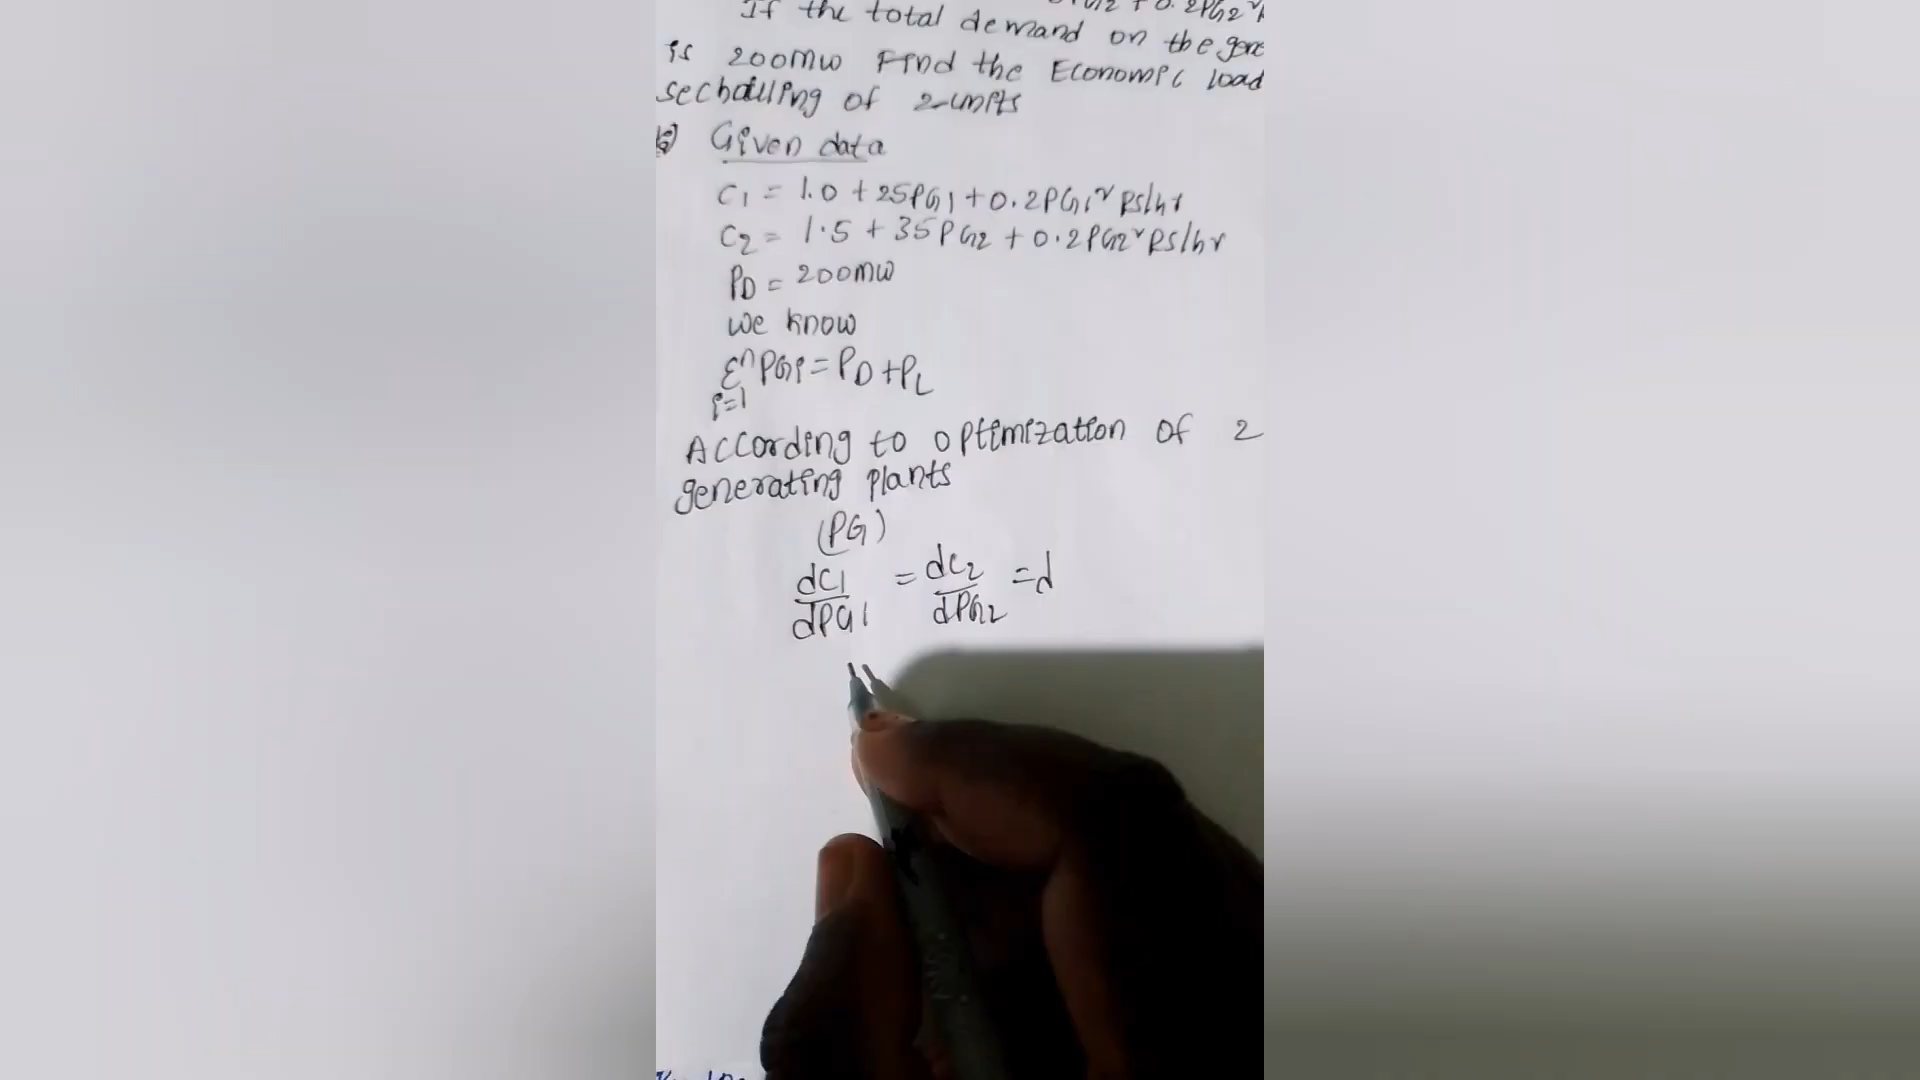 If the total demand on the
is 200MW Find the Economic load
sechdulling of 2-units
Given data
C1 = 1.0 + 25PG1 + 0.2PG1² Rs/hr
C2 = 1.5 + 35PG2 + 0.2PG2² Rs/hr
PD = 200MW
we know
Σⁿ PGi = PD + PL
i=1
According to optimization of 2
generating plants
(PG)
dC1/dPG1 = dC2/dPG2 = d